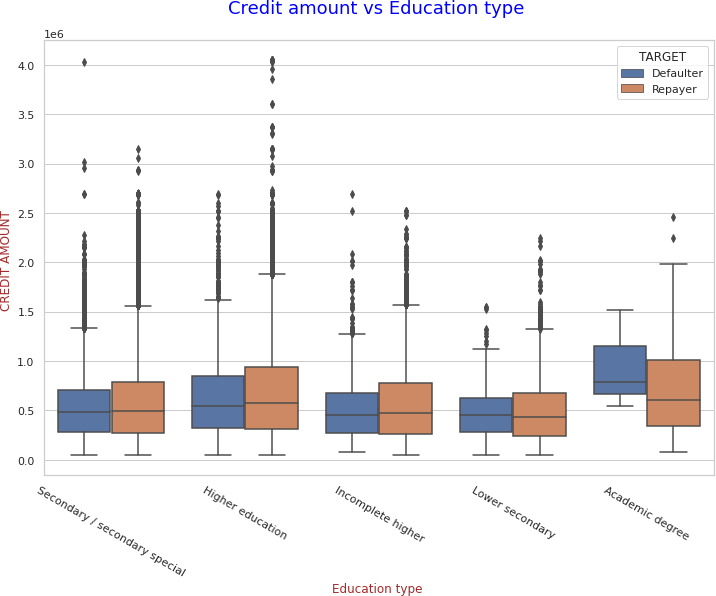 Credit amount vs Education type
1e6
TARGET
Defaulter
Repayer
4.0
3.5
3.0
2.5
2.0
1.5
1.0
0.5
0.0
CREDIT AMOUNT
Secondary / secondary special
Higher education
Incomplete higher
Lower secondary
Academic degree
Education type